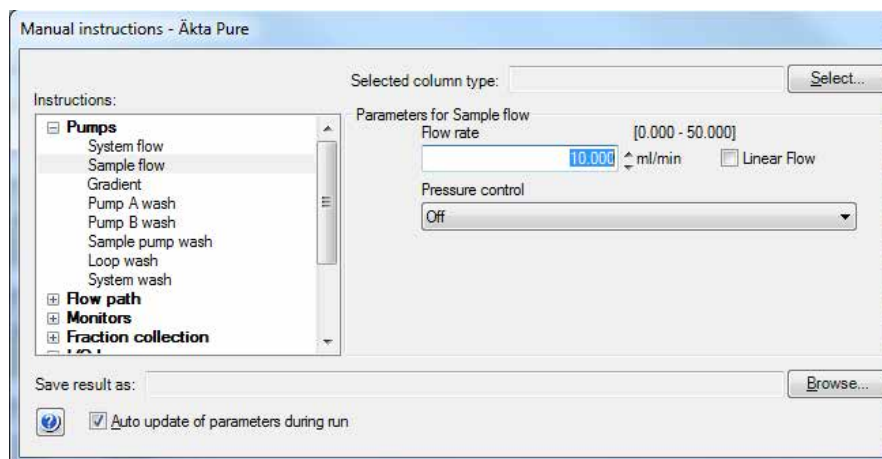 Manual instructions - Äkta Pure
Selected column type:
Select...
Instructions:
Pumps
System flow
Sample flow
Gradient
Pump A wash
Pump B wash
Sample pump wash
Loop wash
System wash
Flow path
Monitors
Fraction collection
Parameters for Sample flow
Flow rate [0.000 - 50.000]
10.000 ml/min Linear Flow
Pressure control
Off
Save result as:
Browse...
Auto update of parameters during run